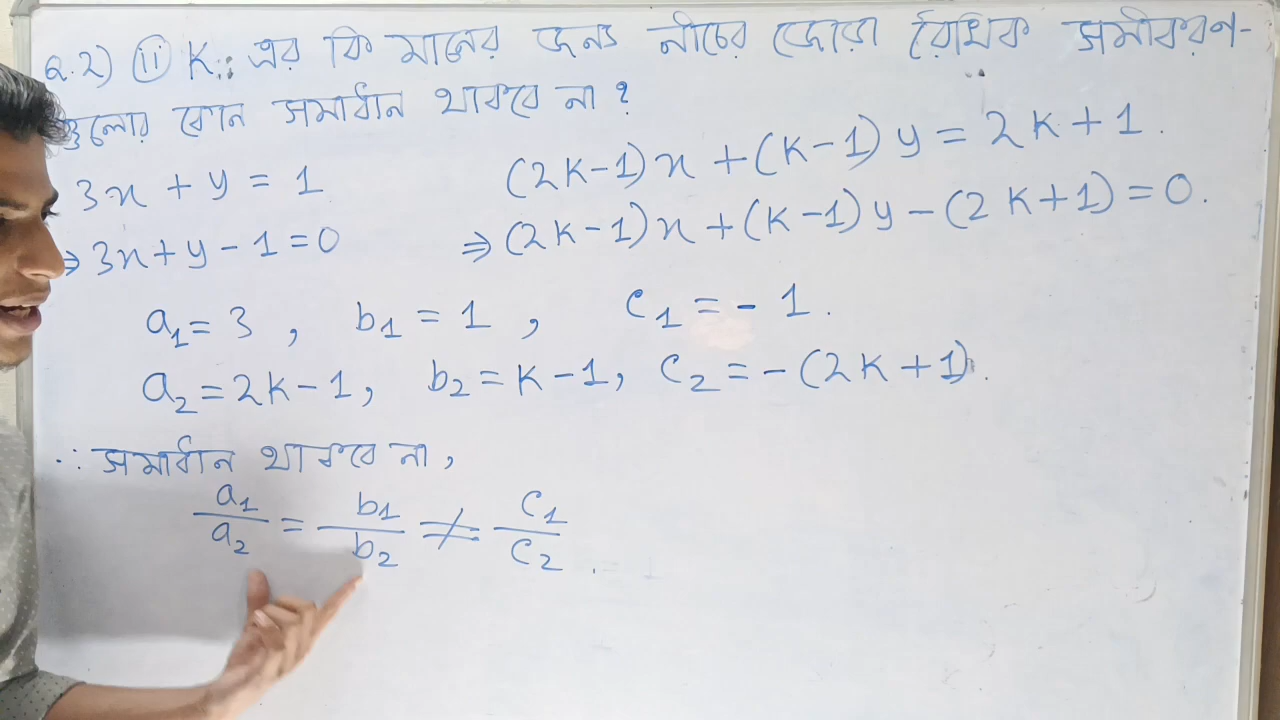 Q.2) (ii) K এর কি মানের জন্য নীচের জোড়া রৈখিক সমীকরণ-
গুলোর কোন সমাধান থাকবে না ?
3x + y = 1 (2K-1)x + (K-1) y = 2K + 1.
⇒ 3x + y - 1 = 0 ⇒ (2K-1)x + (K-1)y - (2K+1) = 0.
a₁ = 3 , b₁ = 1 , c₁ = - 1.
a₂ = 2K-1, b₂ = K-1, c₂ = - (2K+1).
∴ সমাধান থাকবে না,
a₁/a₂ = b₁/b₂ ≠ c₁/c₂ .